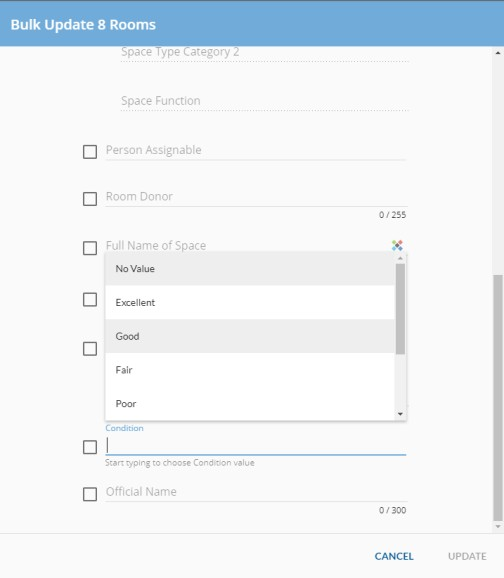 Bulk Update 8 Rooms
Space Type Category 2
Space Function
Person Assignable
Room Donor
0 / 255
Full Name of Space
No Value
Excellent
Good
Fair
Poor
Condition
Start typing to choose Condition value
Official Name
0 / 300
CANCEL UPDATE